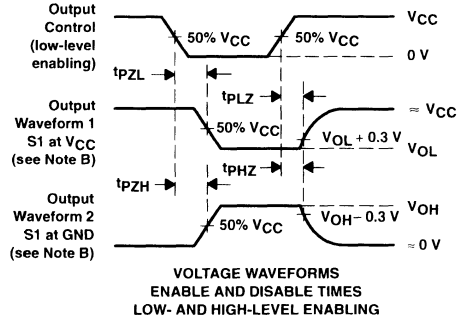 Output
Control
(low-level
enabling)
50% VCC
50% VCC
VCC
0 V
tPZL
tPLZ
Output
Waveform 1
S1 at VCC
(see Note B)
50% VCC
VOL + 0.3 V
≈ VCC
VOL
tPZH
tPHZ
Output
Waveform 2
S1 at GND
(see Note B)
50% VCC
VOH − 0.3 V
VOH
≈ 0 V
VOLTAGE WAVEFORMS
ENABLE AND DISABLE TIMES
LOW- AND HIGH-LEVEL ENABLING